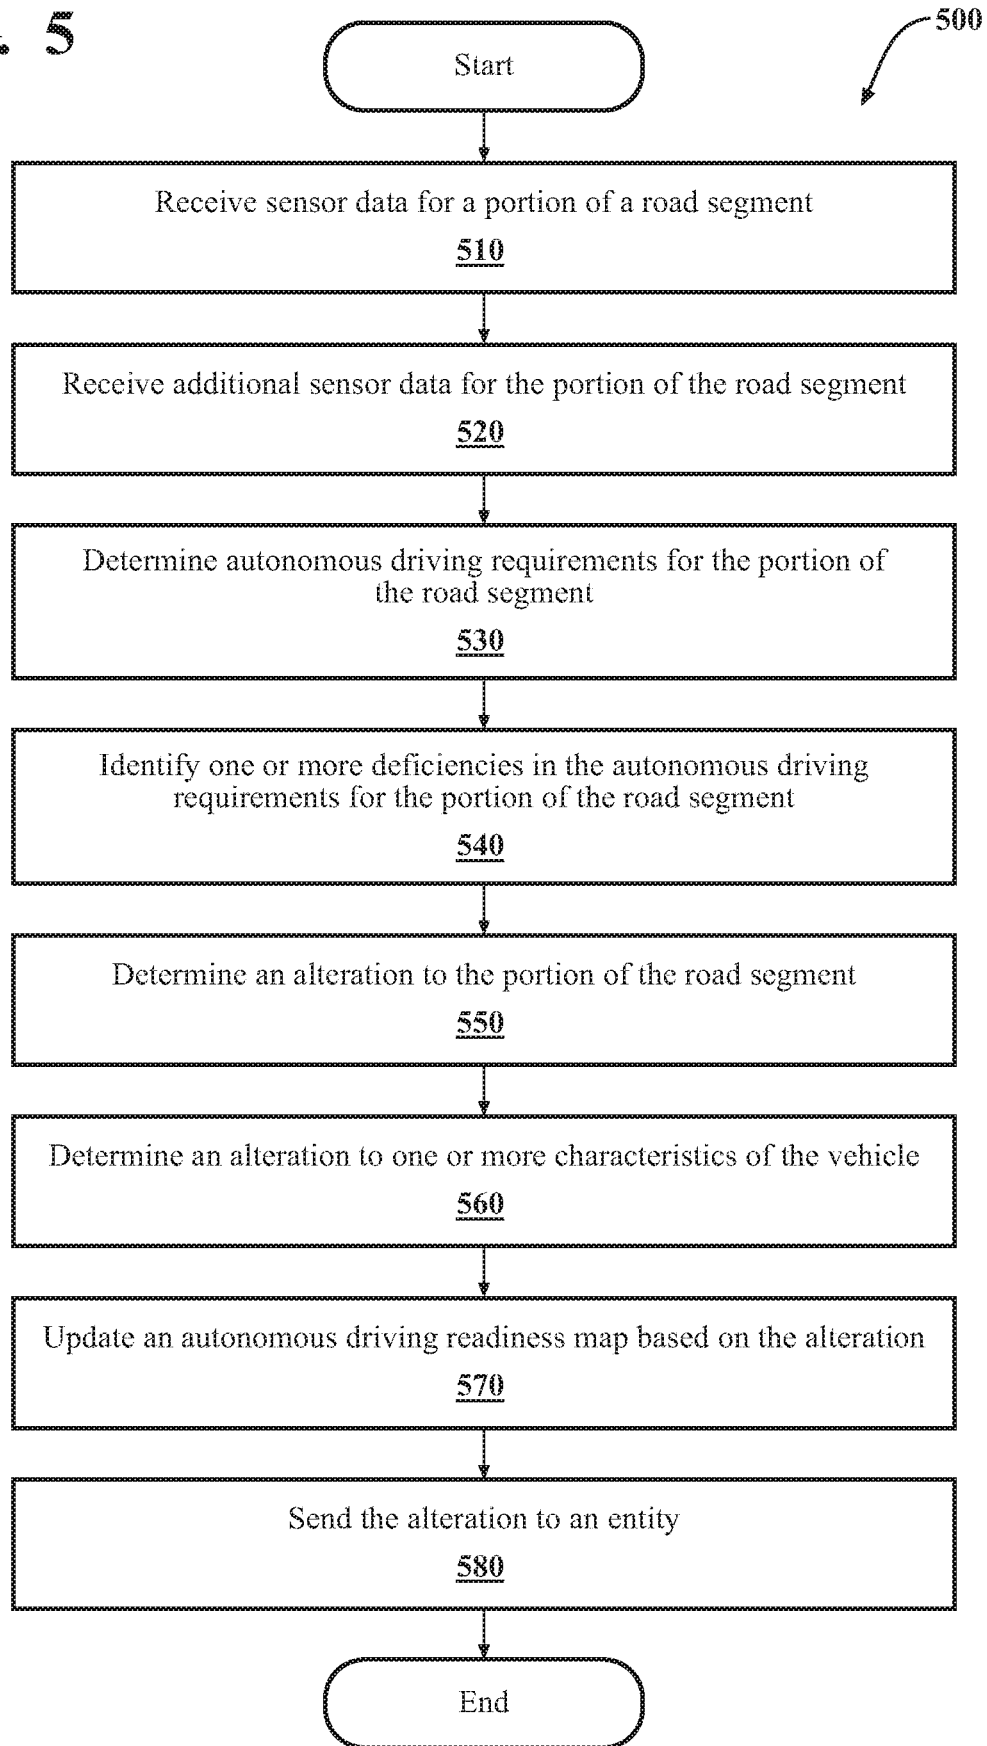 . 5
500
Start
Receive sensor data for a portion of a road segment
510
Receive additional sensor data for the portion of the road segment
520
Determine autonomous driving requirements for the portion of
the road segment
530
Identify one or more deficiencies in the autonomous driving
requirements for the portion of the road segment
540
Determine an alteration to the portion of the road segment
550
Determine an alteration to one or more characteristics of the vehicle
560
Update an autonomous driving readiness map based on the alteration
570
Send the alteration to an entity
580
End